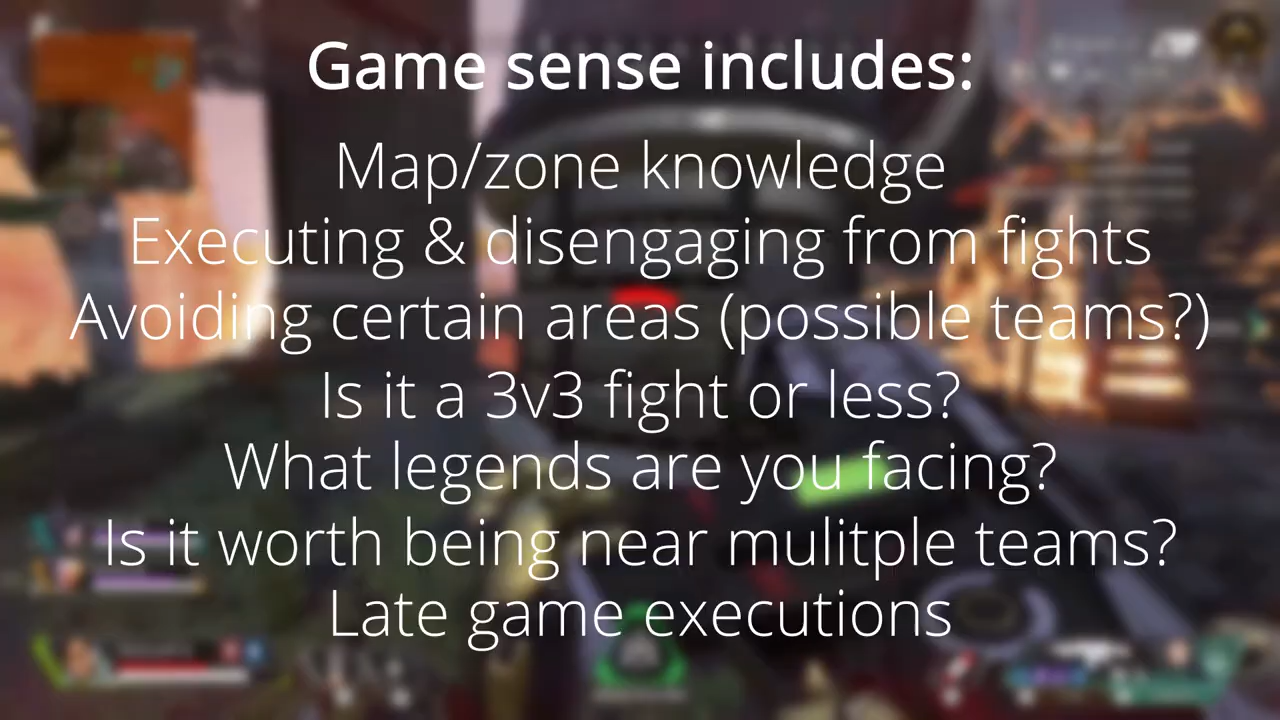 Game sense includes:
Map/zone knowledge
Executing & disengaging from fights
Avoiding certain areas (possible teams?)
Is it a 3v3 fight or less?
What legends are you facing?
Is it worth being near mulitple teams?
Late game executions